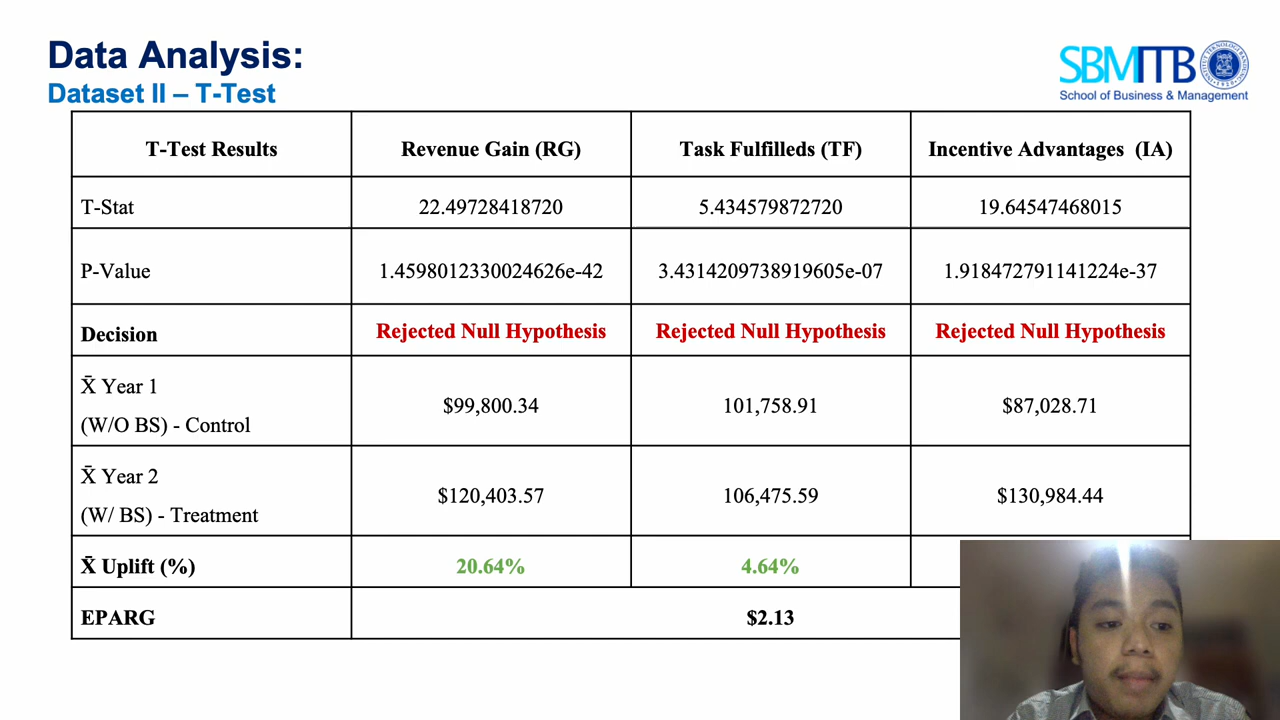 Data Analysis:
Dataset II – T-Test
SBMITB
School of Business & Management
T-Test Results
Revenue Gain (RG)
Task Fulfilleds (TF)
Incentive Advantages (IA)
T-Stat
22.49728418720
5.434579872720
19.64547468015
P-Value
1.4598012330024626e-42
3.4314209738919605e-07
1.918472791141224e-37
Decision
Rejected Null Hypothesis
Rejected Null Hypothesis
Rejected Null Hypothesis
X̄ Year 1
(W/O BS) - Control
$99,800.34
101,758.91
$87,028.71
X̄ Year 2
(W/ BS) - Treatment
$120,403.57
106,475.59
$130,984.44
X̄ Uplift (%)
20.64%
4.64%
EPARG
$2.13